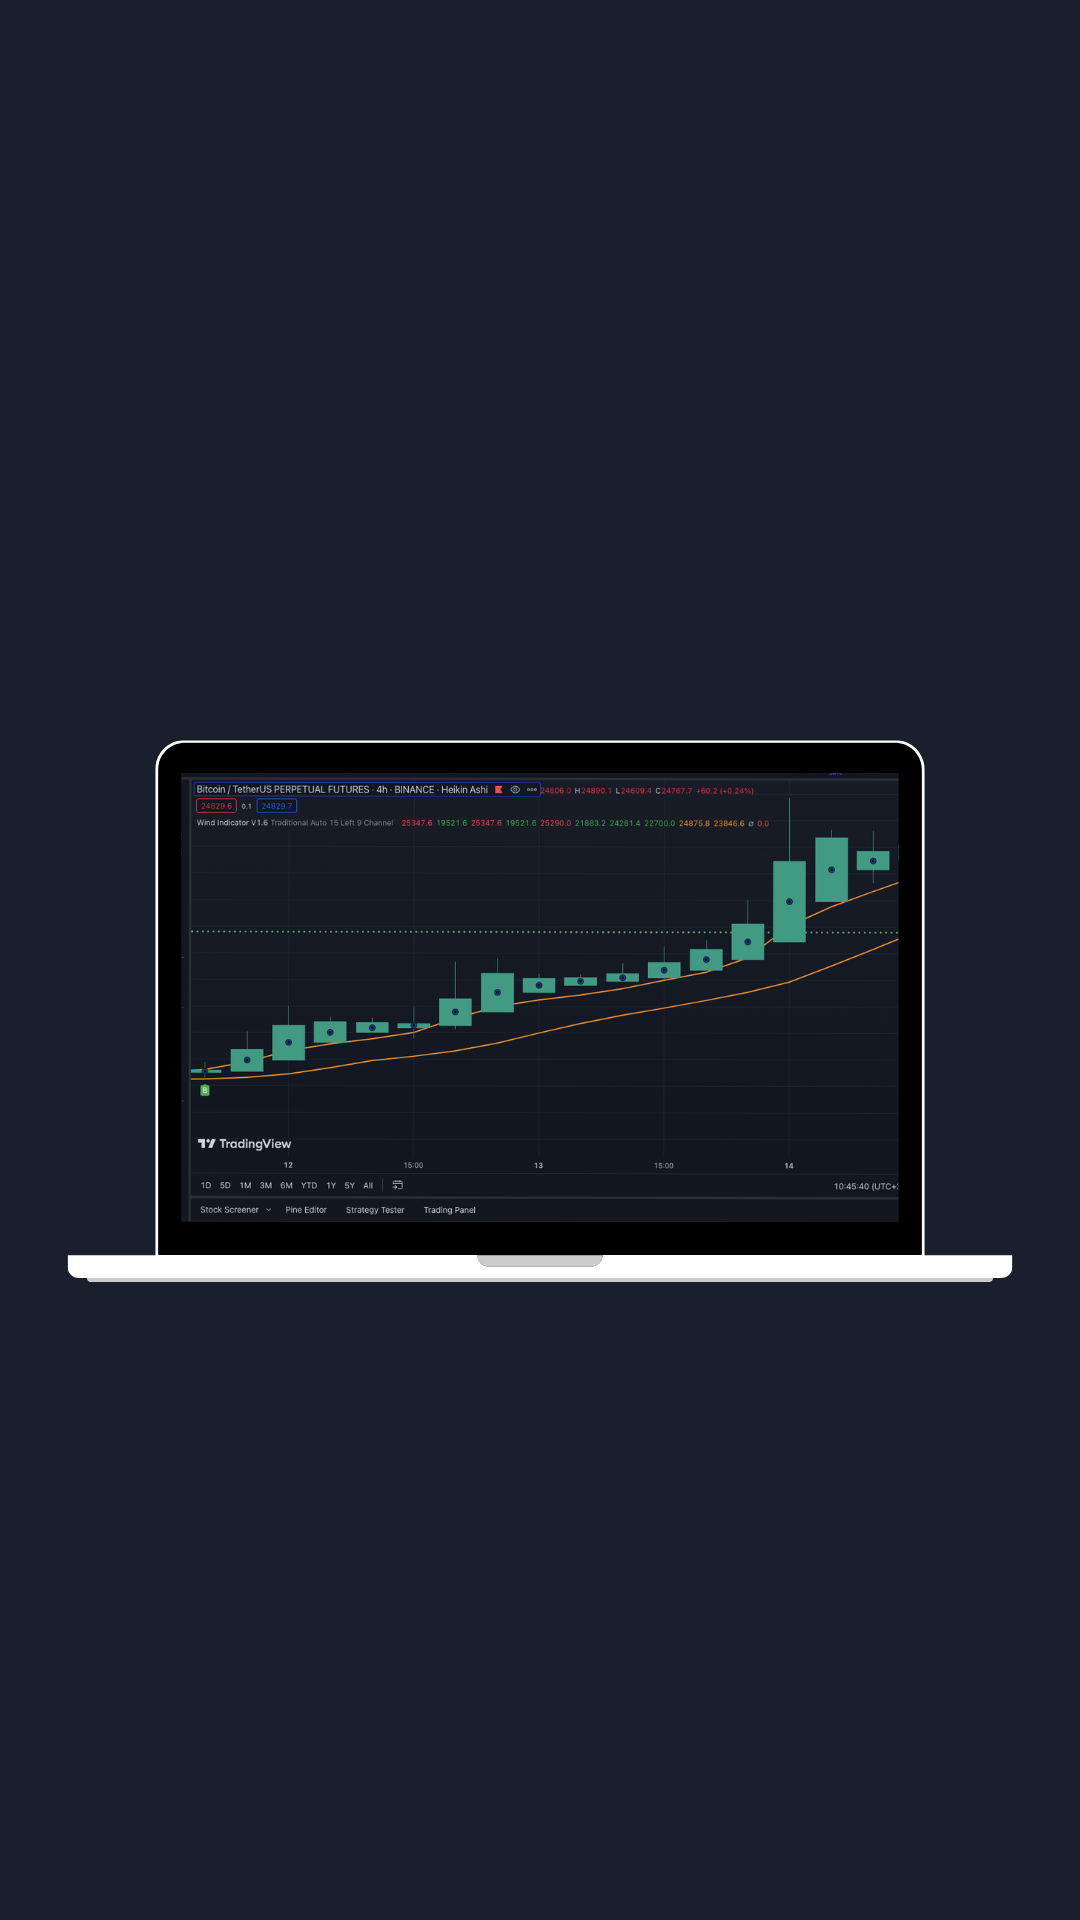 Bitcoin / TetherUS PERPETUAL FUTURES · 4h · BINANCE · Heikin Ashi 24806.0 H24890.1 L24609.4 C24767.7 +60.2 (+0.24%)
24829.6 0.1 24829.7
Wind Indicator V1.6 Traditional Auto 15 Left 9 Channel 25347.6 19521.6 25347.6 19521.6 25290.0 21883.2 24281.4 22700.0 24875.8 23846.6 ∅ 0.0
B
TradingView
12 15:00 13 15:00 14
1D 5D 1M 3M 6M YTD 1Y 5Y All 10:45:40 (UTC+
Stock Screener Pine Editor Strategy Tester Trading Panel